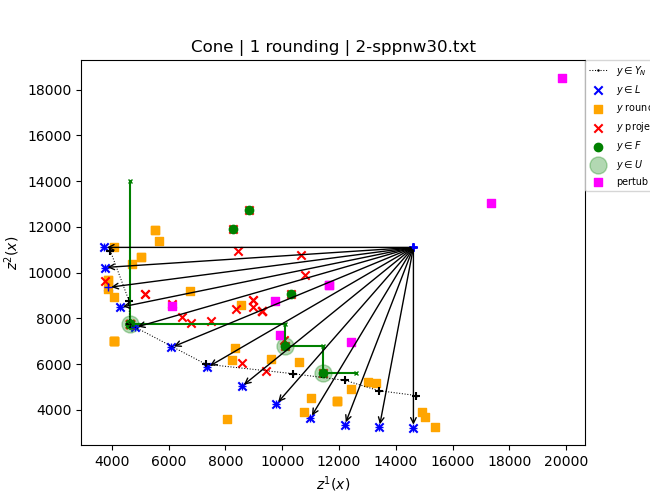 Cone | 1 rounding | 2-sppnw30.txt
18000
16000
14000
12000
10000
8000
6000
4000
z²(x)
4000 6000 8000 10000 12000 14000 16000 18000 20000
z¹(x)
y ∈ Y_N
y ∈ L
y roun
y proje
y ∈ F
y ∈ U
pertub